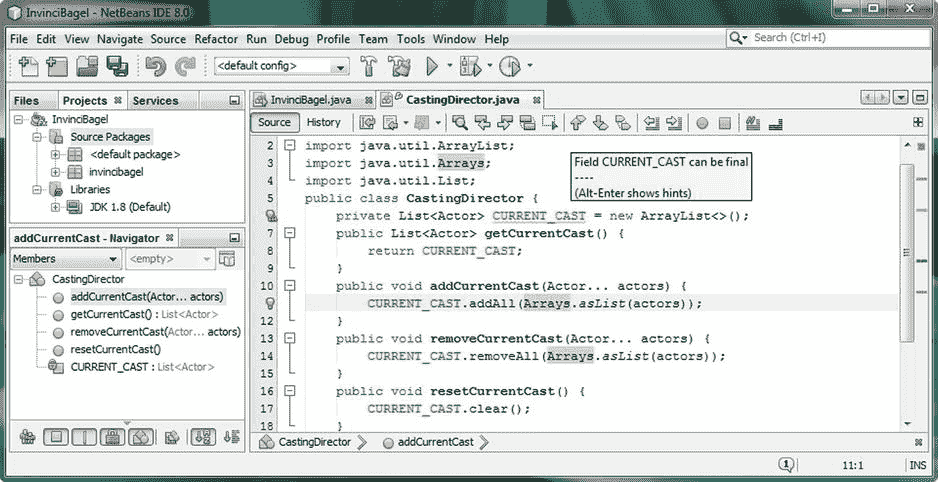 InvinciBagel - NetBeans IDE 8.0
File Edit View Navigate Source Refactor Run Debug Profile Team Tools Window Help
Search (Ctrl+I)
<default config>
Files Projects Services
InvinciBagel
Source Packages
<default package>
invincibagel
Libraries
JDK 1.8 (Default)
addCurrentCast - Navigator
Members <empty>
CastingDirector
addCurrentCast(Actor... actors)
getCurrentCast() : List<Actor>
removeCurrentCast(Actor... actors)
resetCurrentCast()
CURRENT_CAST : List<Actor>
InvinciBagel.java CastingDirector.java
Source History
2 import java.util.ArrayList;
3 import java.util.Arrays;
4 import java.util.List;
5 public class CastingDirector {
private List<Actor> CURRENT_CAST = new ArrayList<>();
7 public List<Actor> getCurrentCast() {
8 return CURRENT_CAST;
9 }
10 public void addCurrentCast(Actor... actors) {
CURRENT_CAST.addAll(Arrays.asList(actors));
12 }
13 public void removeCurrentCast(Actor... actors) {
14 CURRENT_CAST.removeAll(Arrays.asList(actors));
15 }
16 public void resetCurrentCast() {
17 CURRENT_CAST.clear();
18 }
Field CURRENT_CAST can be final
----
(Alt-Enter shows hints)
CastingDirector addCurrentCast
1 11:1 INS